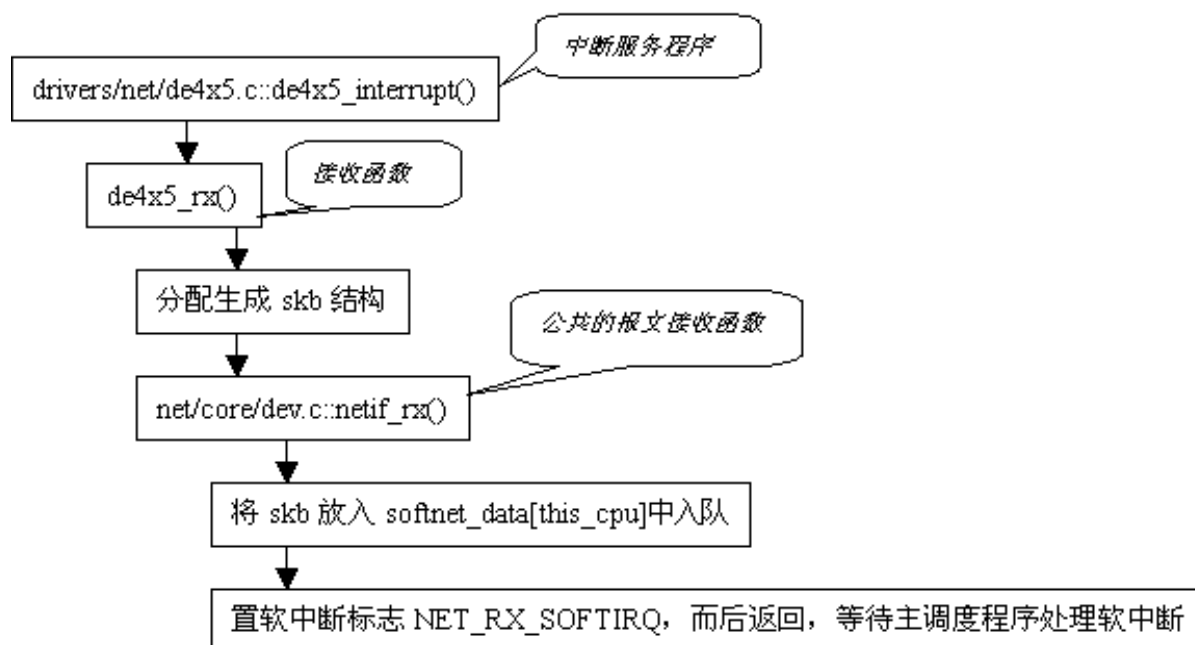 中断服务程序
drivers/net/de4x5.c::de4x5_interrupt()
接收函数
de4x5_rx()
分配生成 skb 结构
公共的报文接收函数
net/core/dev.c::netif_rx()
将 skb 放入 softnet_data[this_cpu]中入队
置软中断标志 NET_RX_SOFTIRQ，而后返回，等待主调度程序处理软中断